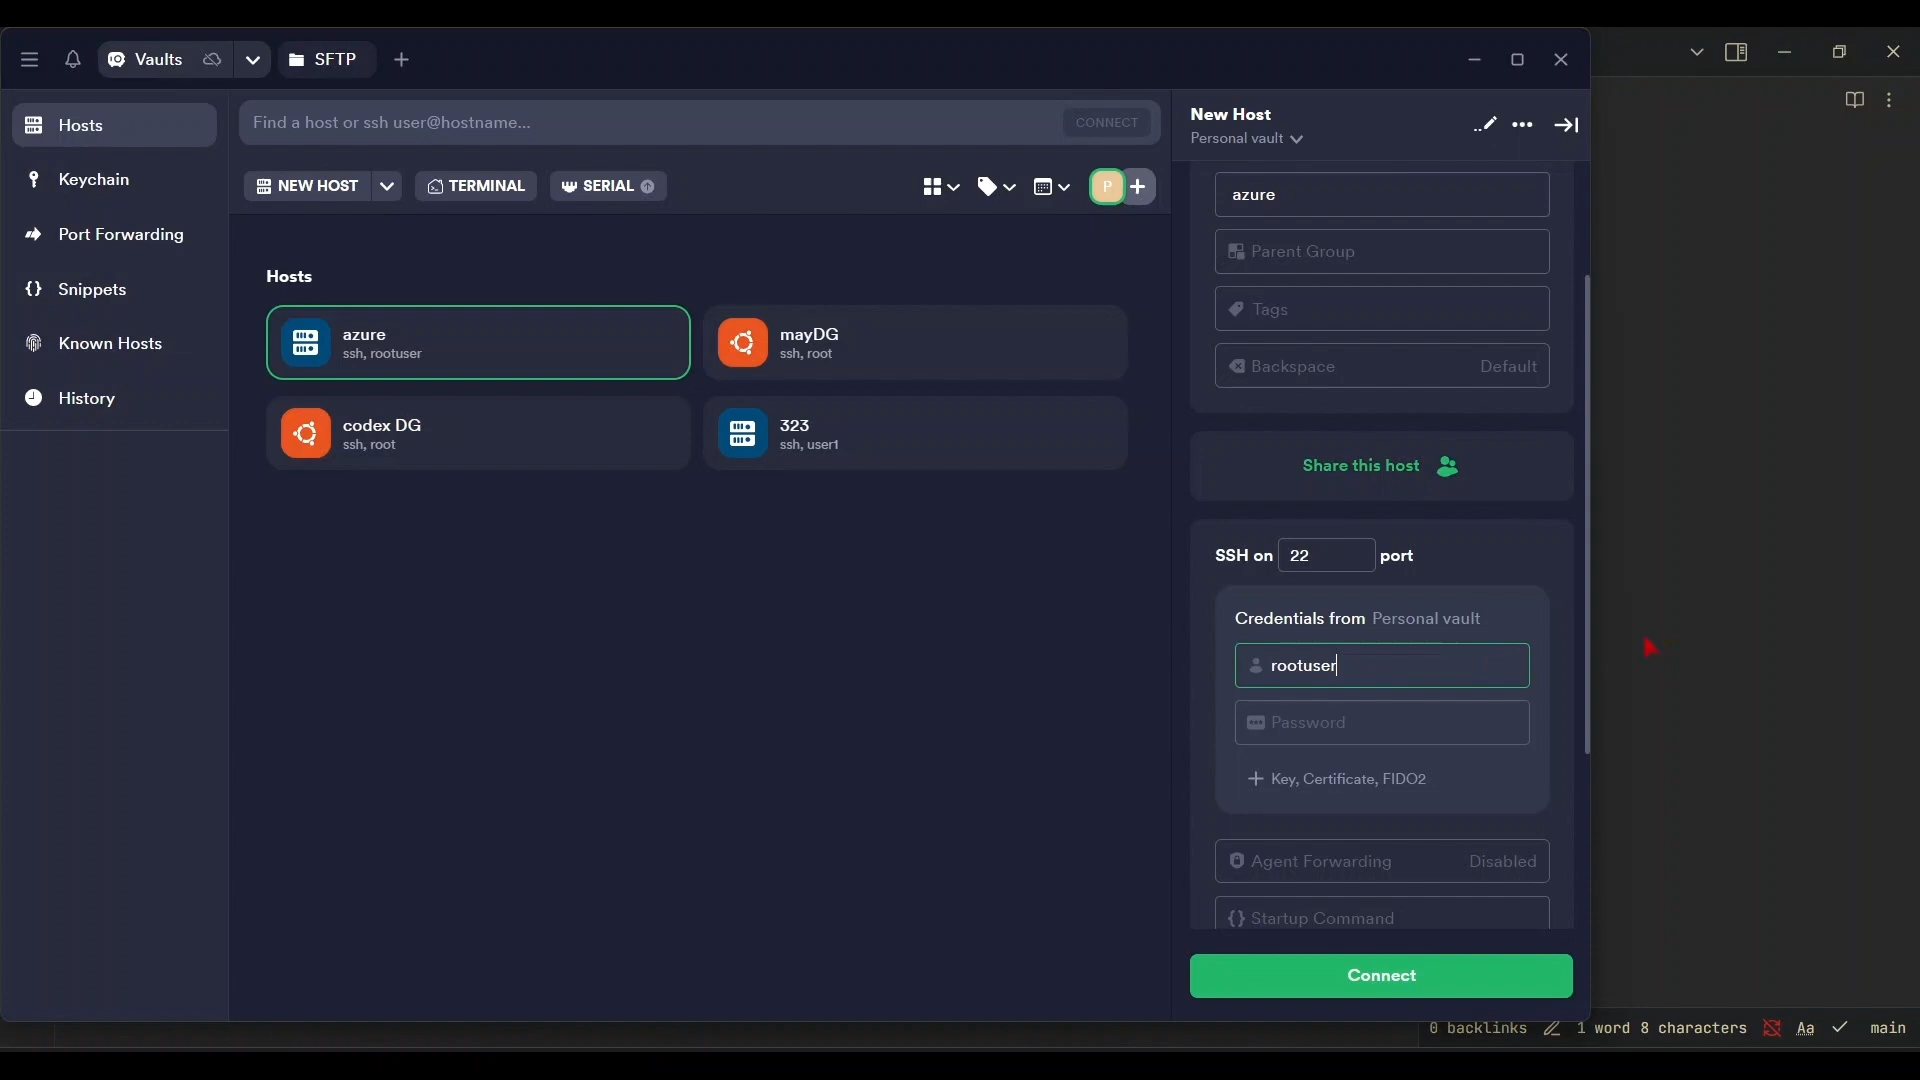 Vaults
SFTP
Hosts
Keychain
Port Forwarding
Snippets
Known Hosts
History
Find a host or ssh user@hostname...
CONNECT
NEW HOST
TERMINAL
SERIAL
P
Hosts
azure
ssh, rootuser
mayDG
ssh, root
codex DG
ssh, root
323
ssh, user1
New Host
Personal vault
azure
Parent Group
Tags
Backspace Default
Share this host
SSH on 22 port
Credentials from Personal vault
rootuser
Password
Key, Certificate, FIDO2
Agent Forwarding Disabled
{} Startup Command
Connect
0 backlinks 1 word 8 characters Aa main